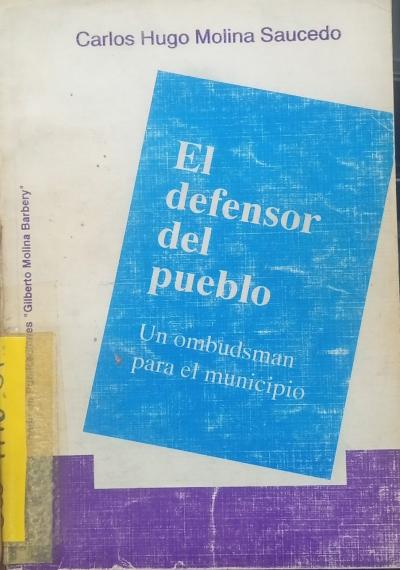 Carlos Hugo Molina Saucedo
El
defensor
del
pueblo
Un ombudsman
para el municipio
"Gilberto Molina Barbery"